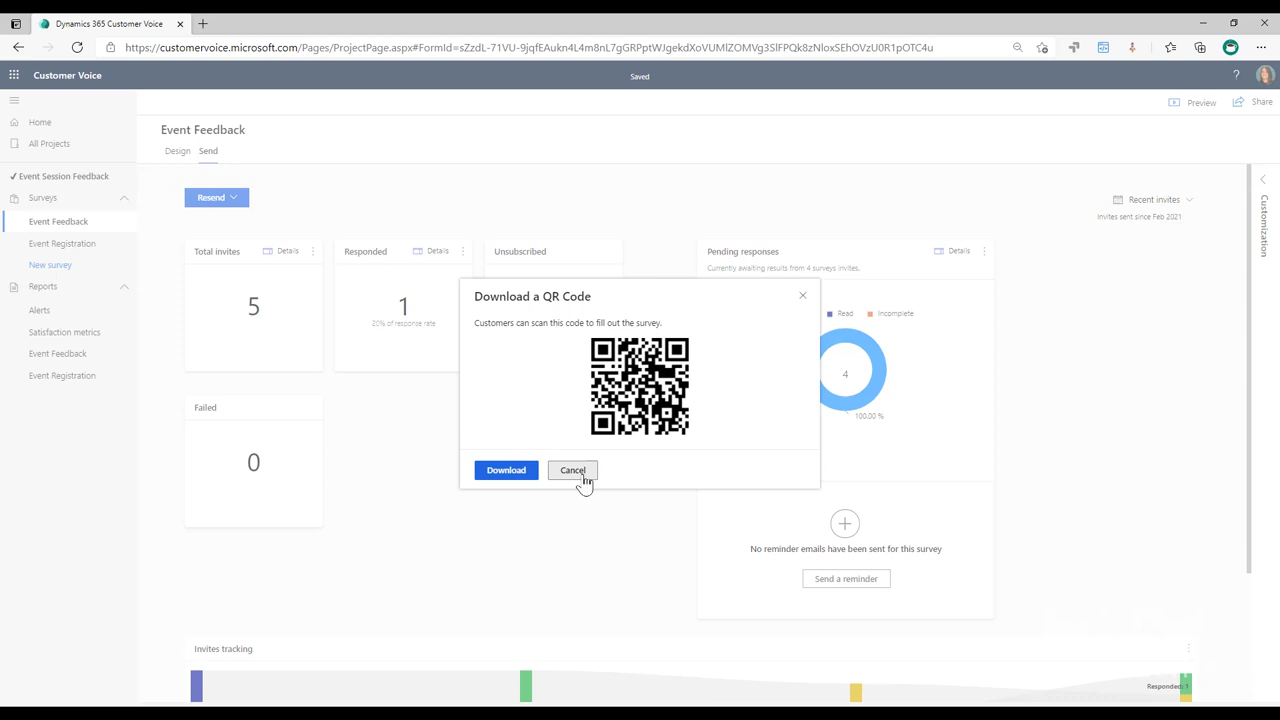 Dynamics 365 Customer Voice
https://customervoice.microsoft.com/Pages/ProjectPage.aspx#FormId=sZzdL-71VU-9jqfEAukn4L4m8nL7gGRPptWJgekdXoVUMlZOMVg3SlFPQk8zNloxSEhOVzU0R1pOTC4u
Customer Voice
Saved
?
Preview
Share
Home
All Projects
Event Session Feedback
Surveys
Event Feedback
Event Registration
New survey
Reports
Alerts
Satisfaction metrics
Event Feedback
Event Registration
Event Feedback
Design
Send
Resend
Recent invites
Invites sent since Feb 2021
Customization
Total invites
Details
5
Responded
Details
1
20% of response rate
Unsubscribed
Pending responses
Details
Currently awaiting results from 4 surveys invites.
Read
Incomplete
4
100.00 %
Failed
0
Download a QR Code
Customers can scan this code to fill out the survey.
Download
Cancel
No reminder emails have been sent for this survey
Send a reminder
Invites tracking
Responded: 1